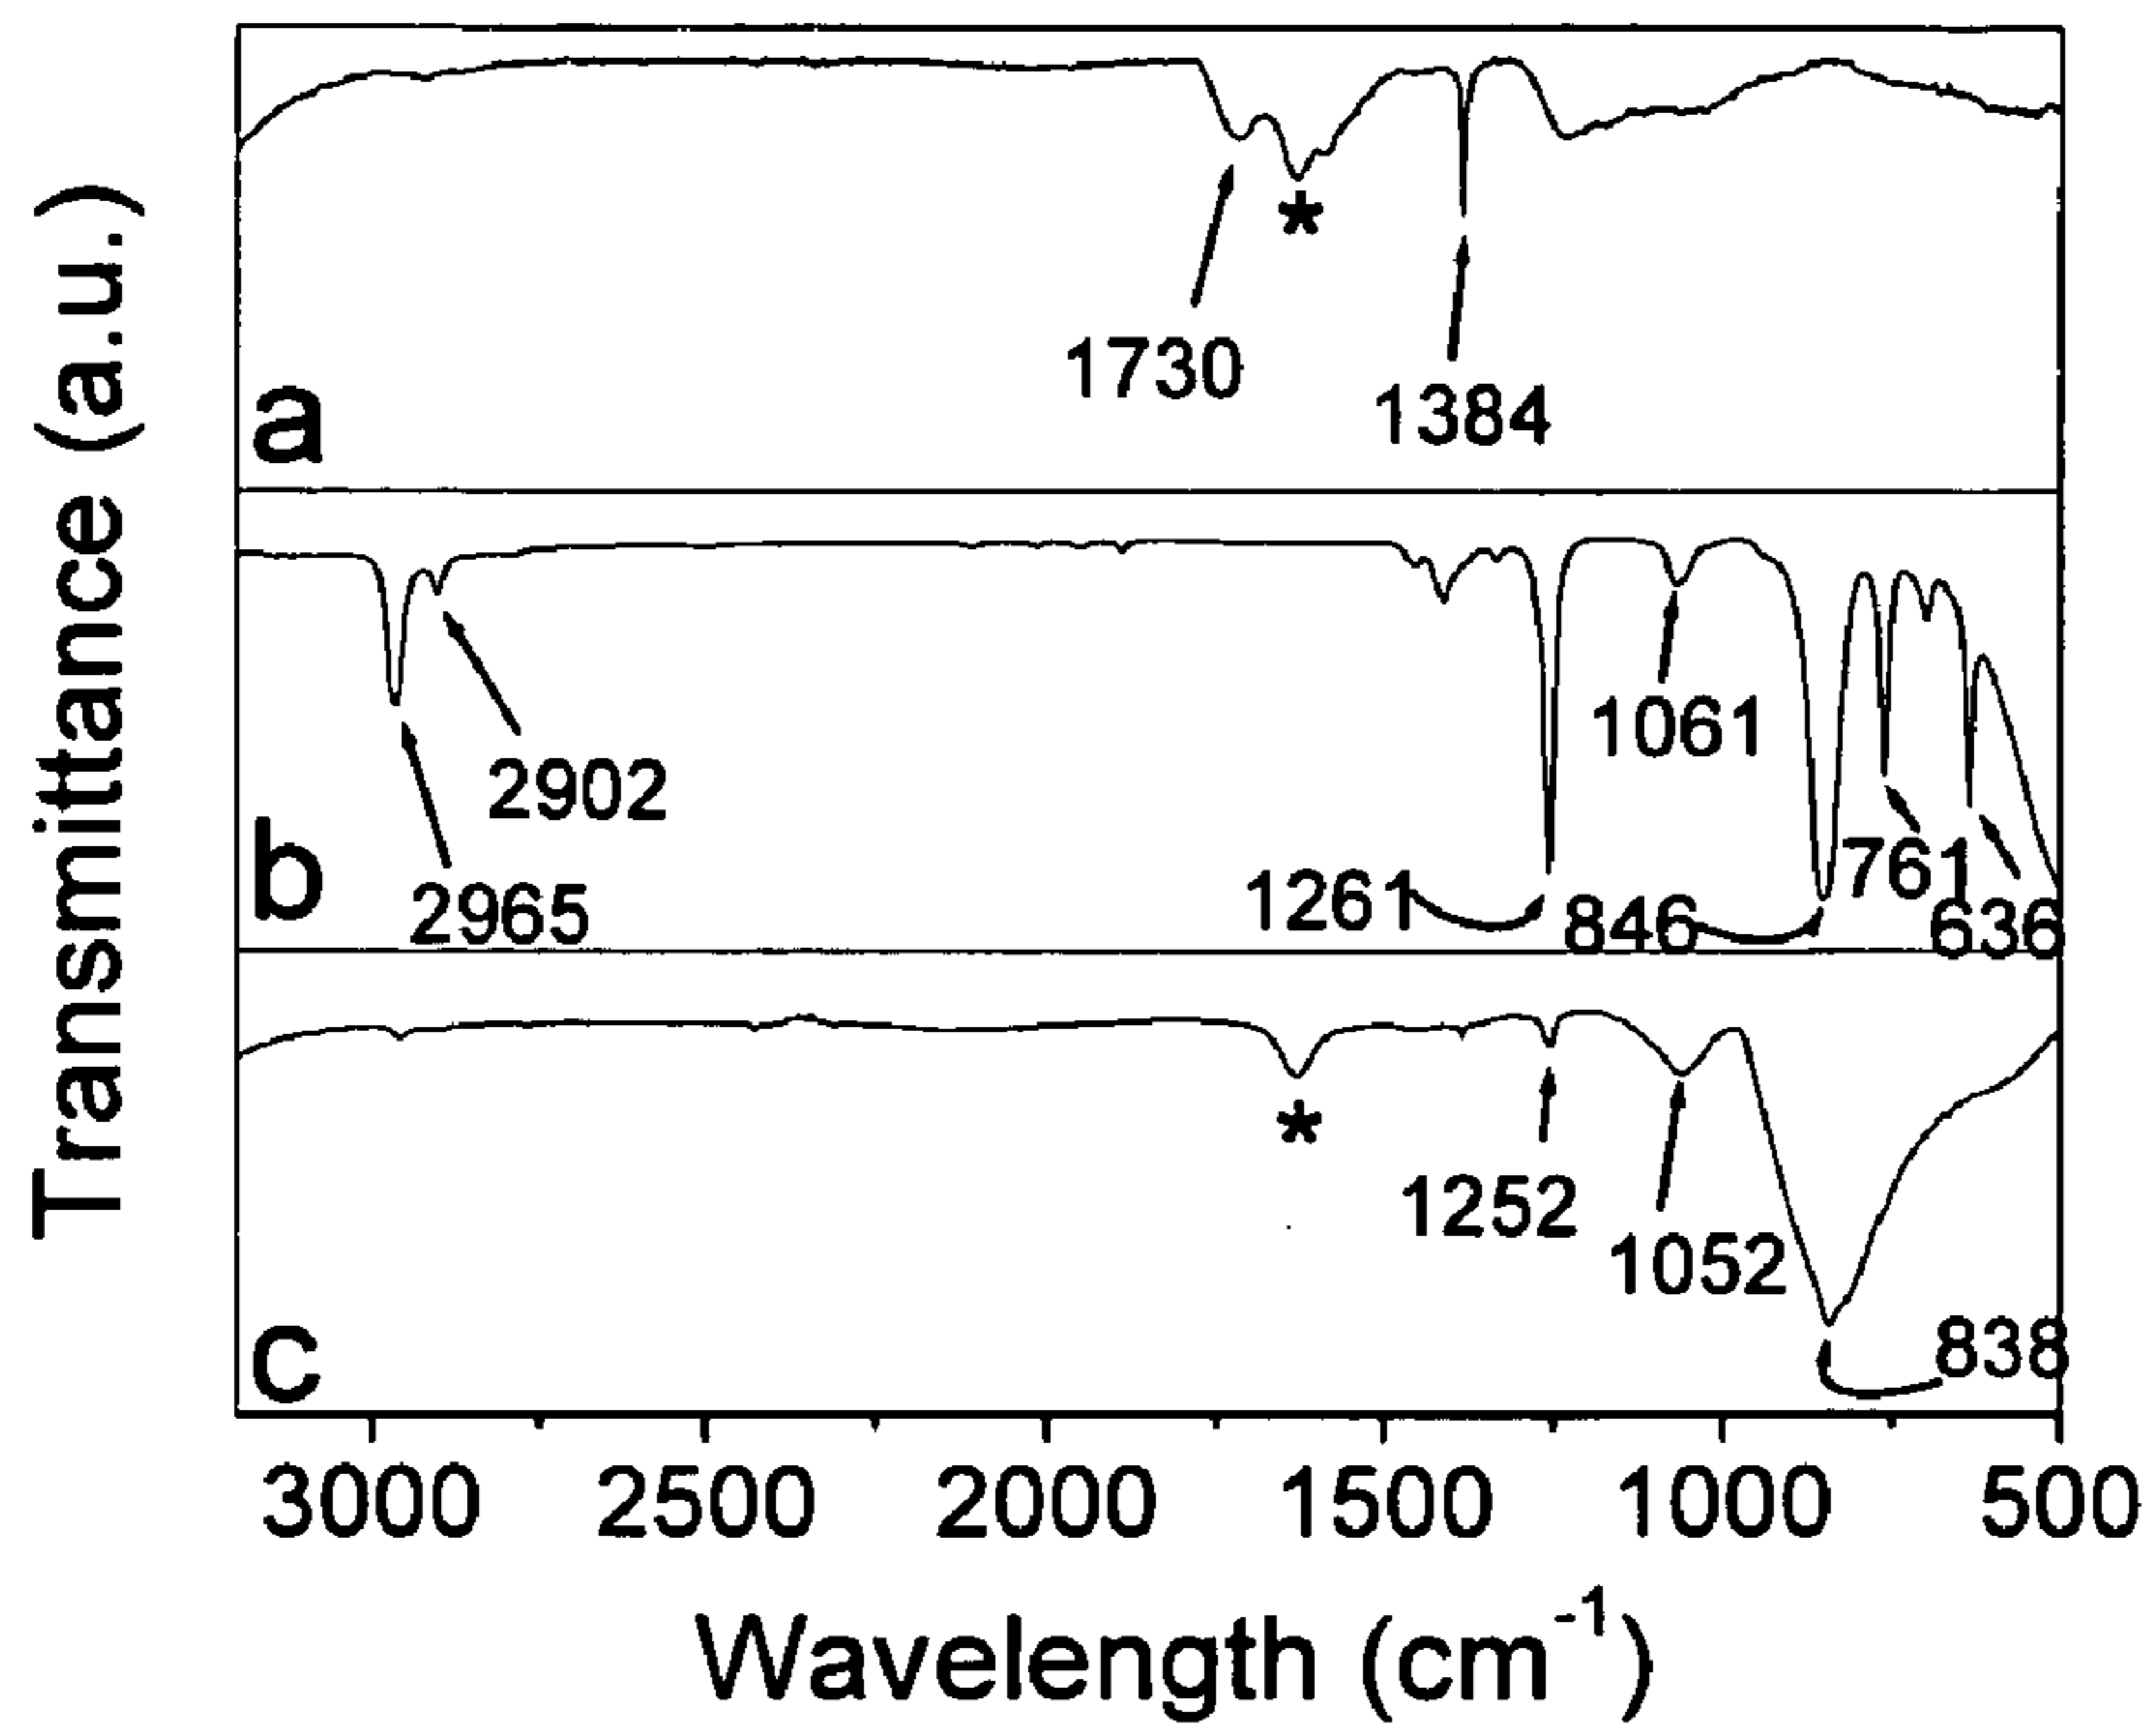 Transmittance (a.u.)
*
1730
1384
a
2902
2965
1061
1261
846
761
636
b
*
1252
1052
838
c
3000 2500 2000 1500 1000 500
Wavelength (cm⁻¹)